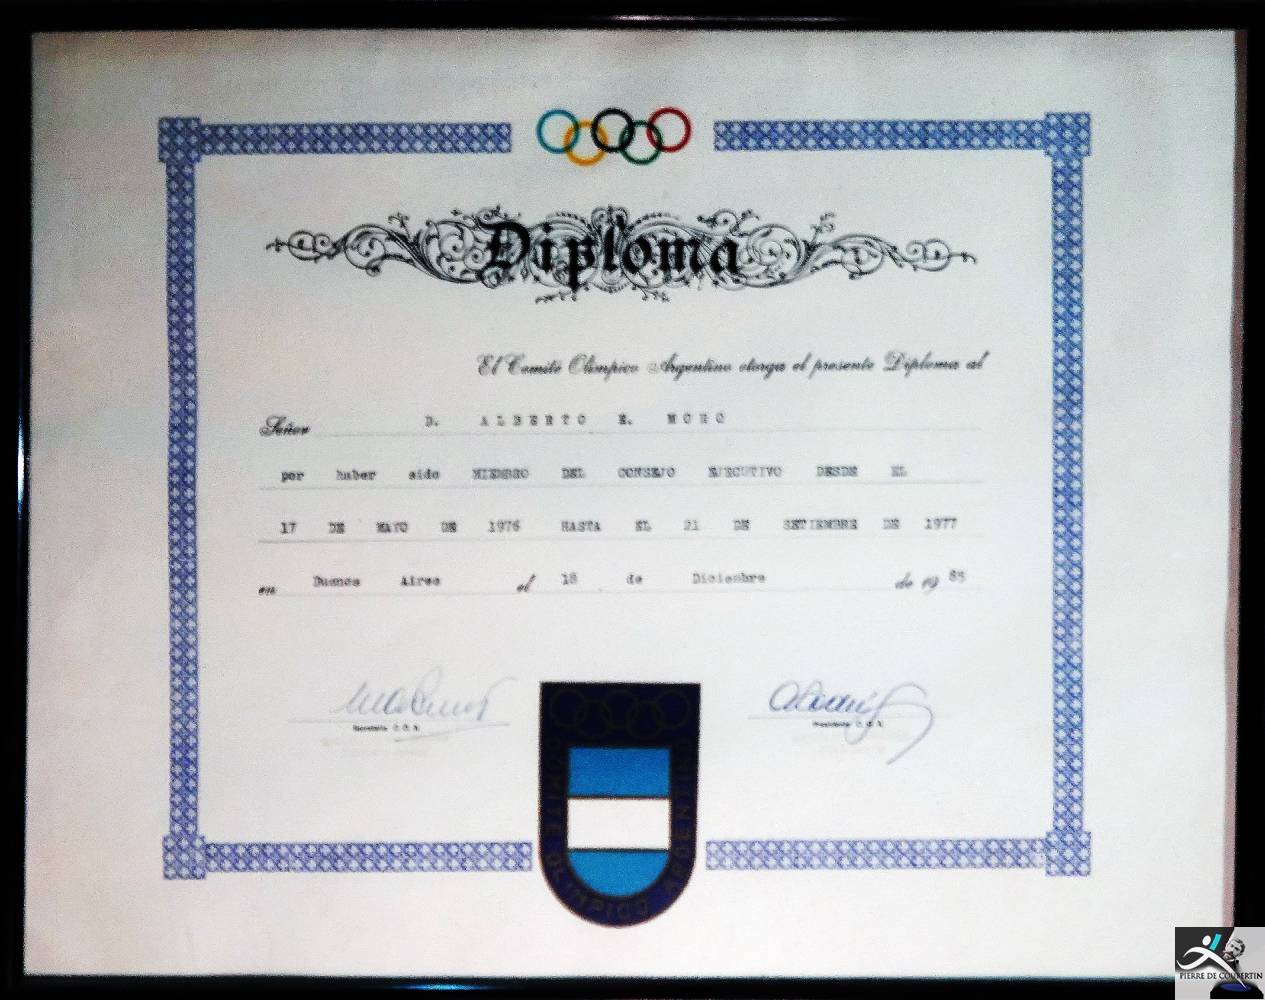 Diploma
El Comité Olímpico Argentino otorga el presente Diploma al
Señor D. ALBERTO E. MORO
por haber sido MIEMBRO DEL CONSEJO EJECUTIVO DESDE EL
17 DE MAYO DE 1976 HASTA EL 21 DE SETIEMBRE DE 1977
en Buenos Aires el 18 de Diciembre de 19 85
Secretario C. O. A.
Presidente C. O. A.
COMITE OLIMPICO ARGENTINO
PIERRE DE COUBERTIN